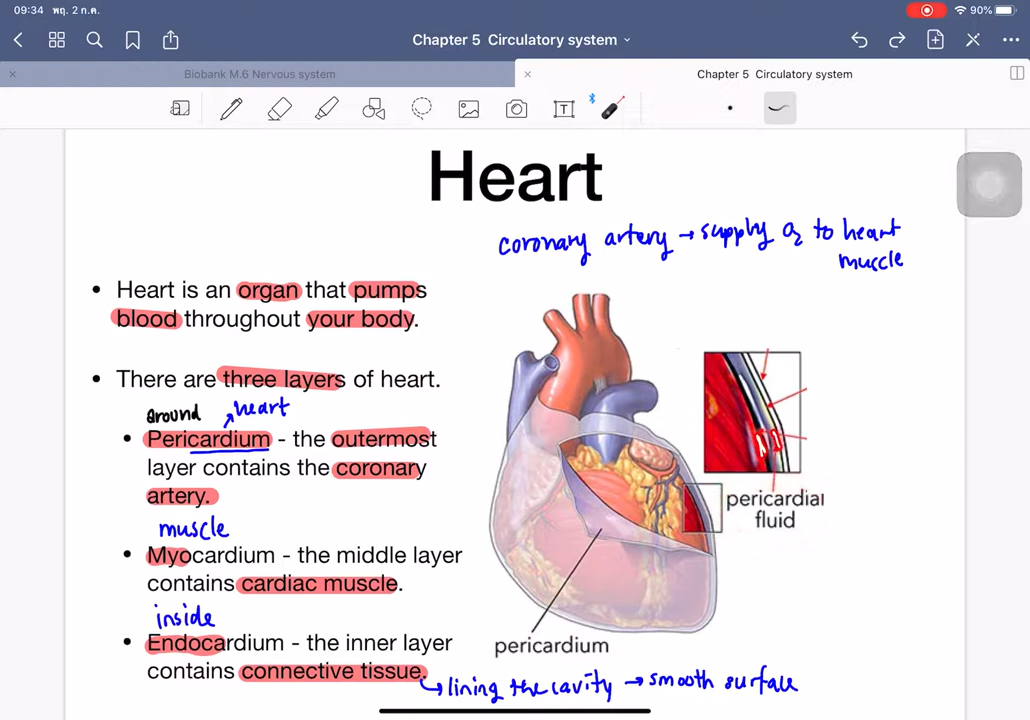 09:34 พฤ. 2 ก.ค.
90%
Chapter 5 Circulatory system
Biobank M.6 Nervous system
Chapter 5 Circulatory system
Heart
coronary artery → supply O₂ to heart
muscle
• Heart is an organ that pumps
blood throughout your body.
• There are three layers of heart.
around heart
• Pericardium - the outermost
layer contains the coronary
artery.
muscle
• Myocardium - the middle layer
contains cardiac muscle.
inside
• Endocardium - the inner layer
contains connective tissue.
lining the cavity → smooth surface
pericardial
fluid
pericardium